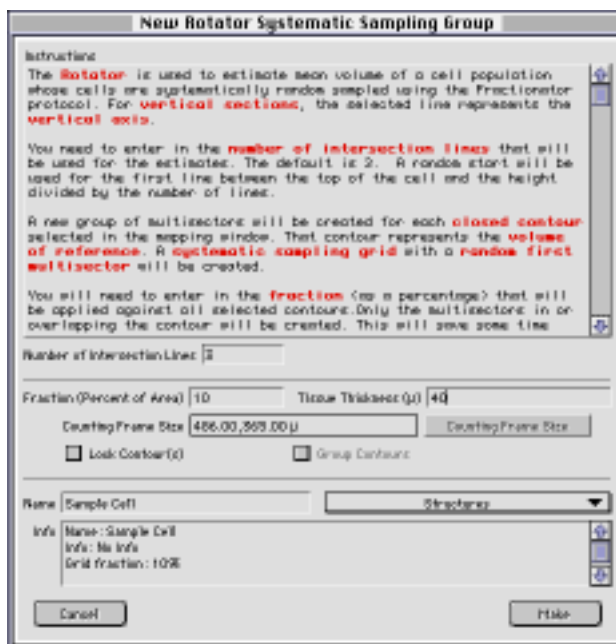 New Rotator Systematic Sampling Group
Instructions
The Rotator is used to estimate mean volume of a cell population
whose cells are systematically random sampled using the Fractionator
protocol. For vertical sections, the selected line represents the
vertical axis.
You need to enter in the number of intersection lines that will
be used for the estimates. The default is 3. A random start will be
used for the first line between the top of the cell and the height
divided by the number of lines.
A new group of multisectors will be created for each closed contour
selected in the mapping window. That contour represents the volume
of reference. A systematic sampling grid with a random first
multisector will be created.
You will need to enter in the fraction (as a percentage) that will
be applied against all selected contours.Only the multisectors in or
overlapping the contour will be created. This will save some time
Number of Intersection Lines 3
Fraction (Percent of Area) 10 Tissue Thickness (µ) 40
Counting Frame Size 486.00,369.00 µ Counting Frame Size
Lock Contour(s) Group Contours
Name Sample Cell Structures
Info Name : Sample Cell
Info : No Info
Grid fraction : 10%
Cancel Make